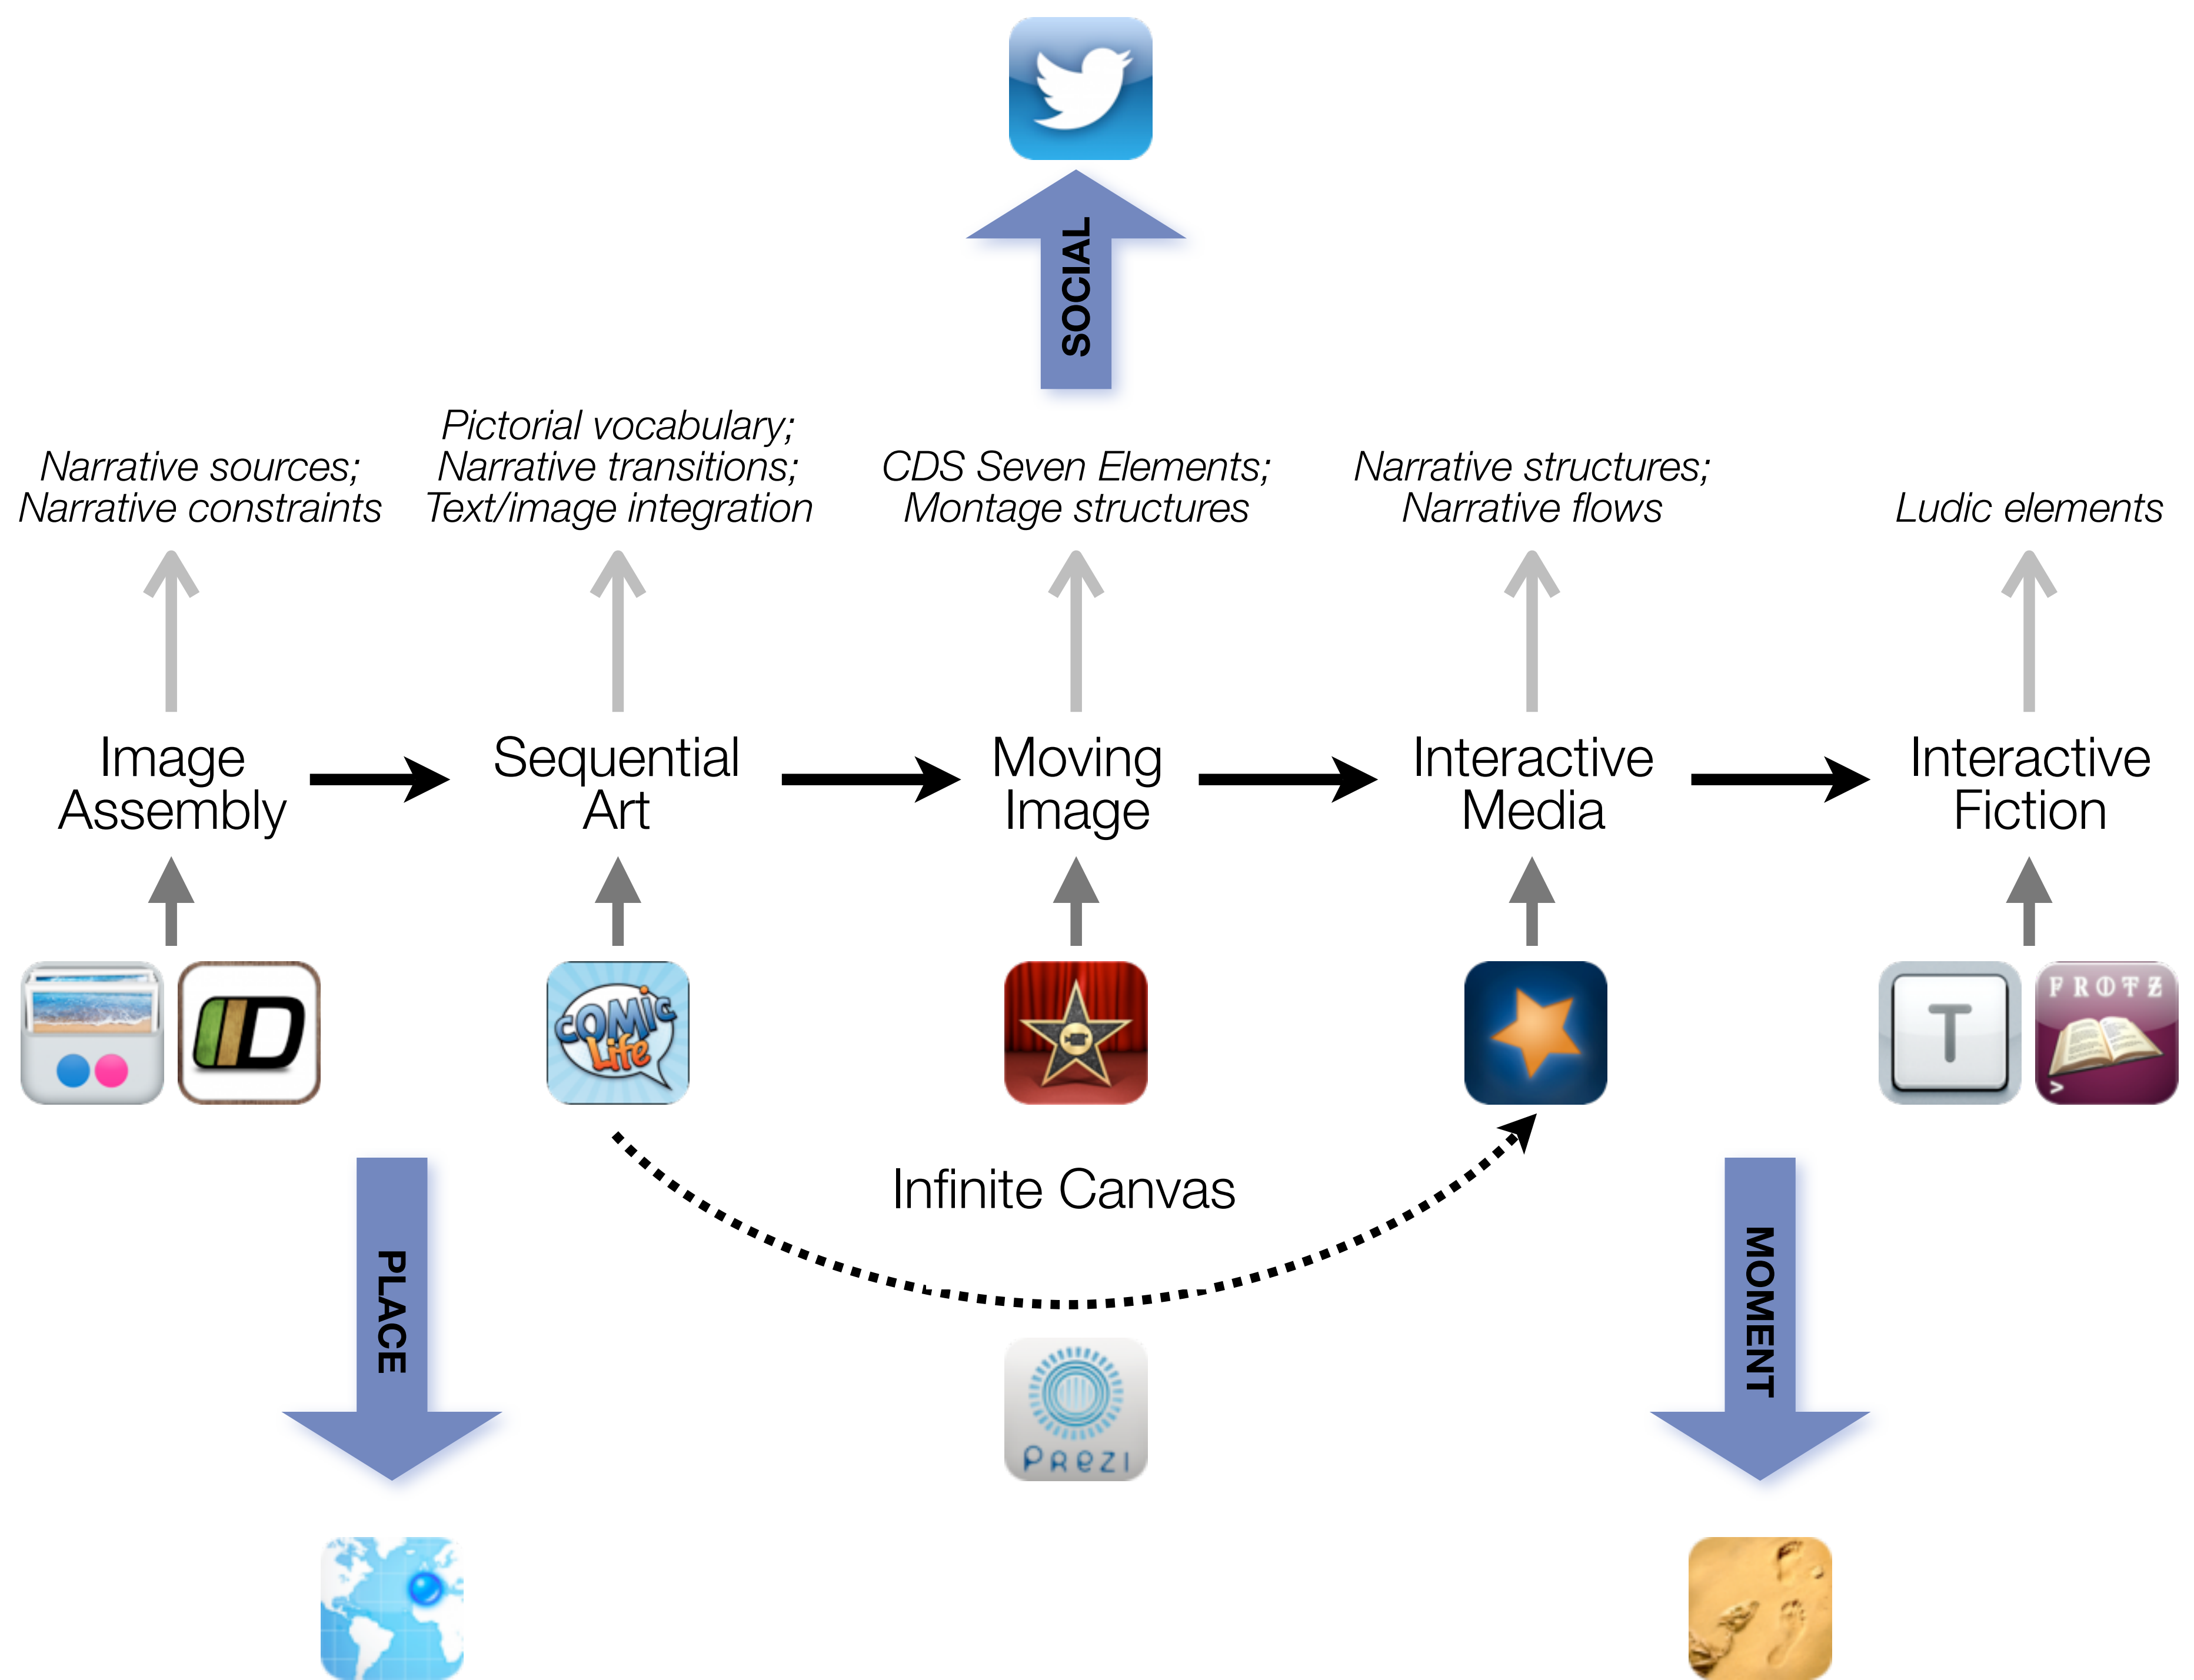 SOCIAL
Narrative sources;
Narrative constraints
Pictorial vocabulary;
Narrative transitions;
Text/image integration
CDS Seven Elements;
Montage structures
Narrative structures;
Narrative flows
Ludic elements
Image
Assembly
Sequential
Art
Moving
Image
Interactive
Media
Interactive
Fiction
D
COMIC
Life
T
FROTZ
>
Infinite Canvas
PLACE
MOMENT
PREZI